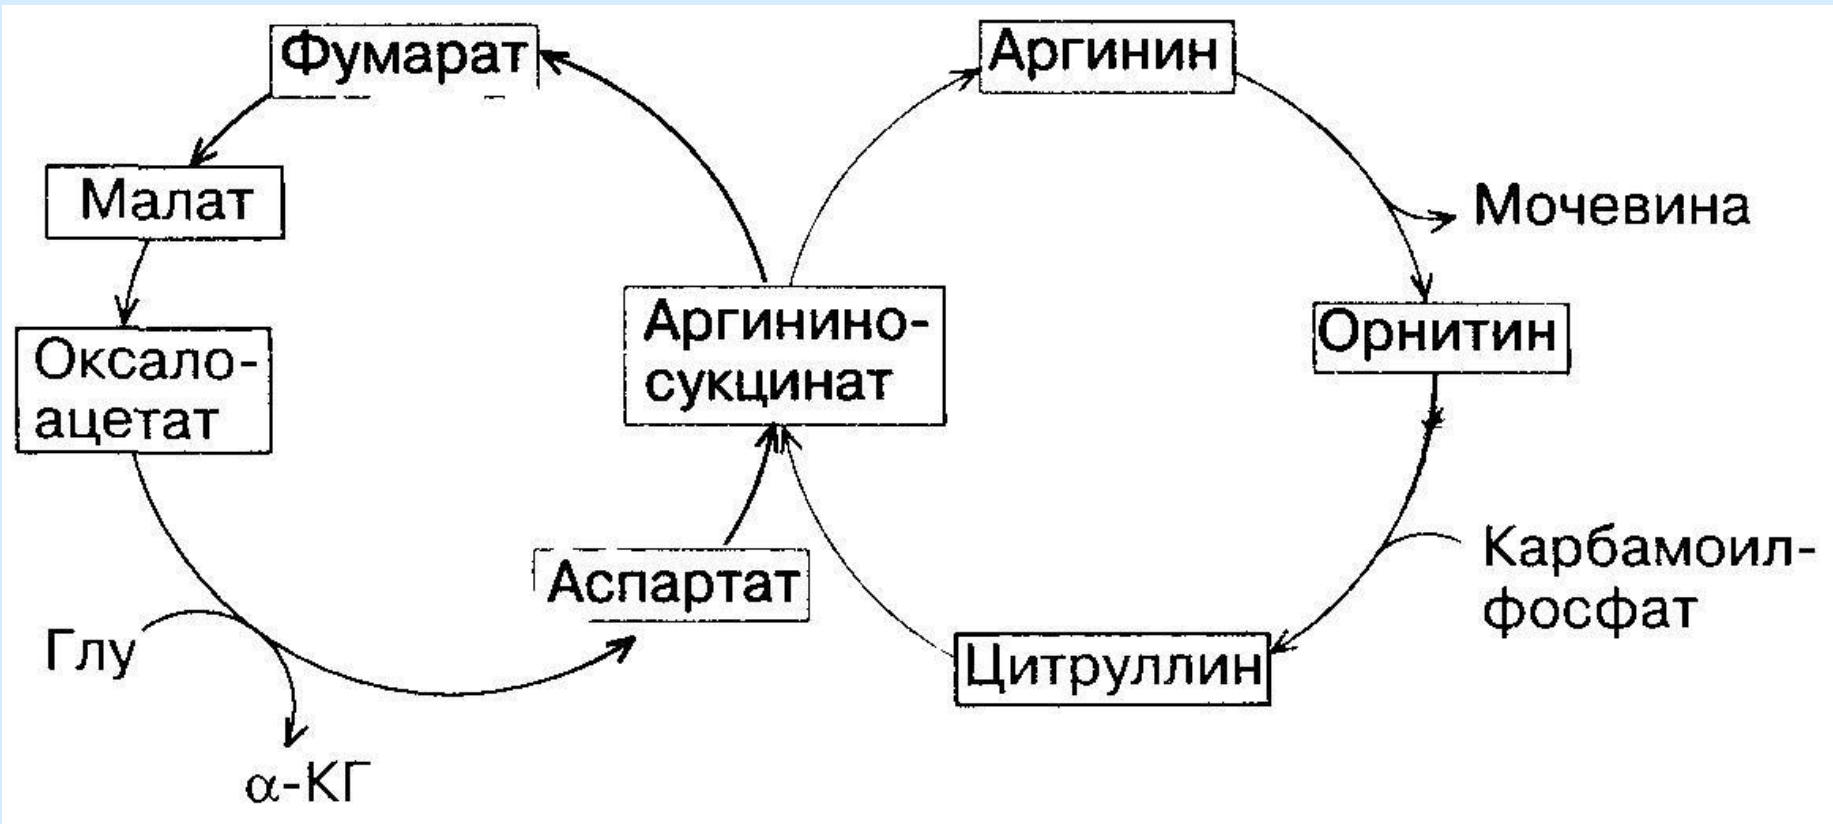 Фумарат
Аргинин
Малат
Мочевина
Аргинино-
сукцинат
Орнитин
Оксало-
ацетат
Аспартат
Карбамоил-
фосфат
Глу
Цитруллин
α-КГ